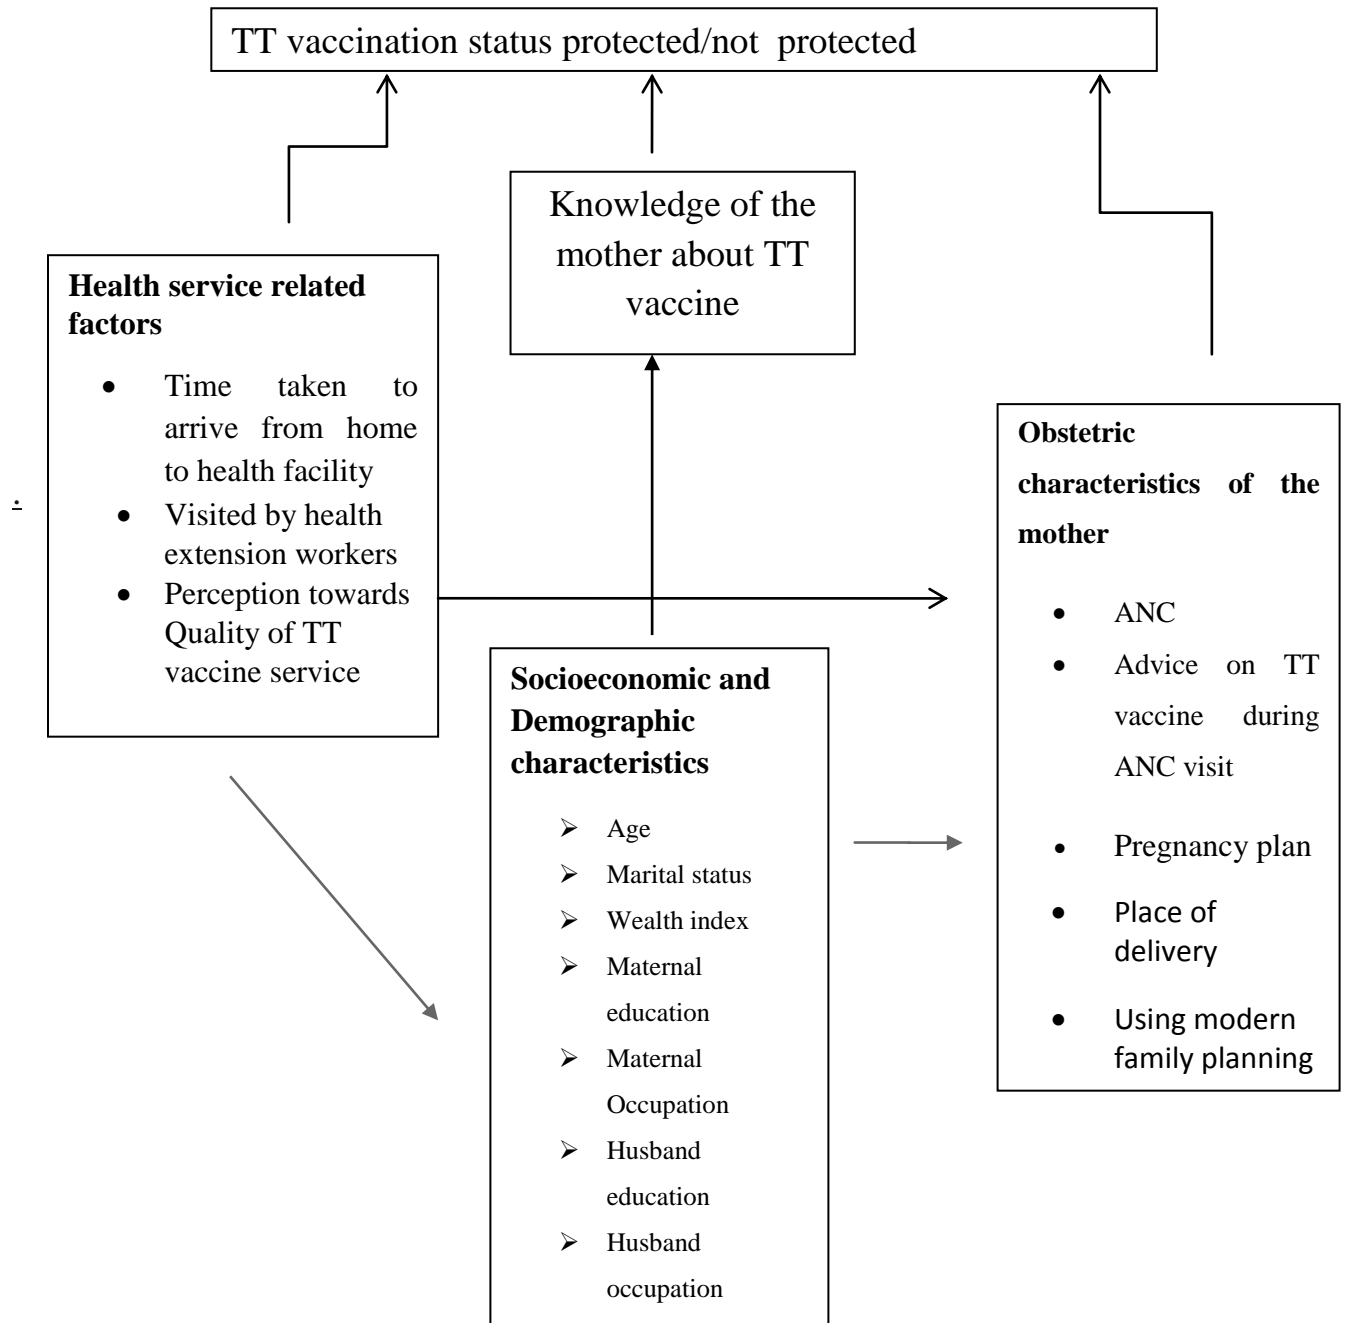 TT vaccination status protected/not protected
Knowledge of the
mother about TT
vaccine
Health service related
factors
• Time taken to
arrive from home
to health facility
• Visited by health
extension workers
• Perception towards
Quality of TT
vaccine service
.
Socioeconomic and
Demographic
characteristics
➢ Age
➢ Marital status
➢ Wealth index
➢ Maternal
education
➢ Maternal
Occupation
➢ Husband
education
➢ Husband
occupation
Obstetric
characteristics of the
mother
• ANC
• Advice on TT
vaccine during
ANC visit
• Pregnancy plan
• Place of
delivery
• Using modern
family planning